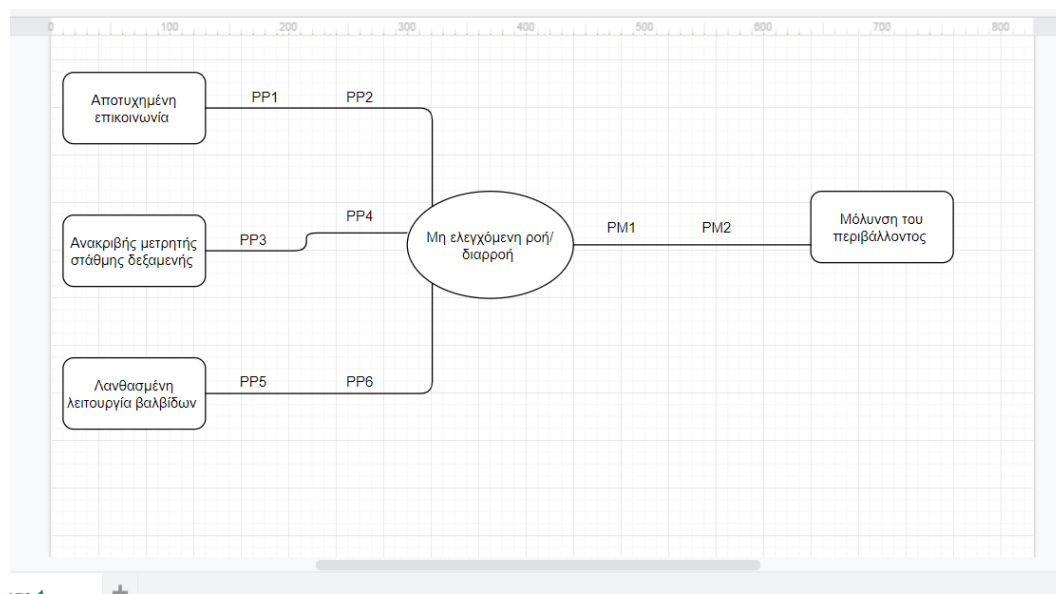 0 100 200 300 400 500 600 700 800
Αποτυχημένη
επικοινωνία
PP1 PP2
Ανακριβής μετρητής
στάθμης δεξαμενής
PP3
PP4
Μη ελεγχόμενη ροή/
διαρροή
PM1 PM2
Μόλυνση του
περιβάλλοντος
Λανθασμένη
λειτουργία βαλβίδων
PP5 PP6